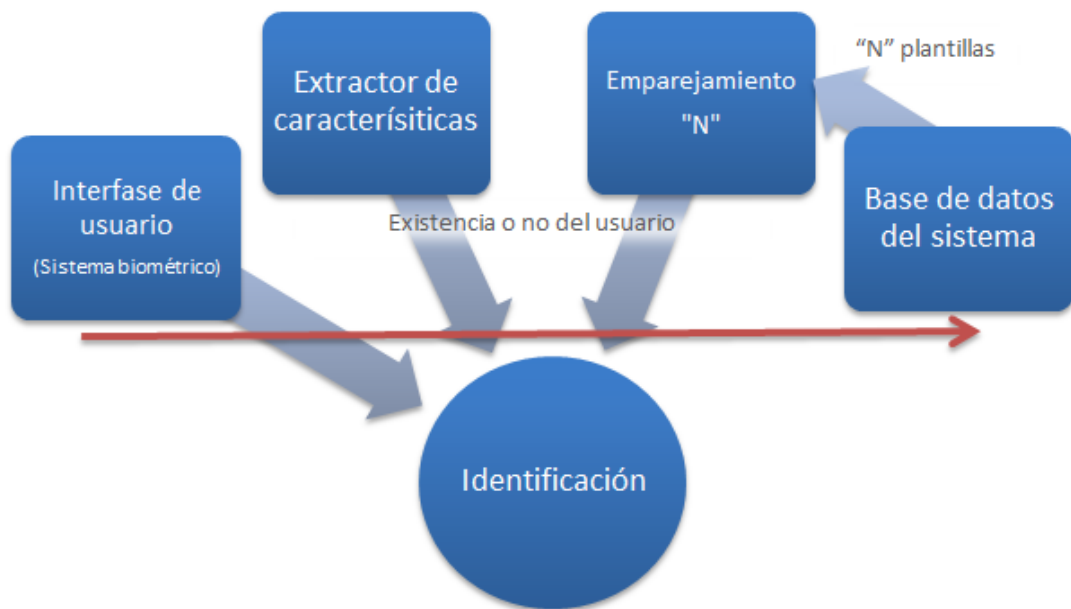 Interfase de
usuario
(Sistema biométrico)
Extractor de
caracterísiticas
Emparejamiento
"N"
“N” plantillas
Base de datos
del sistema
Existencia o no del usuario
Identificación